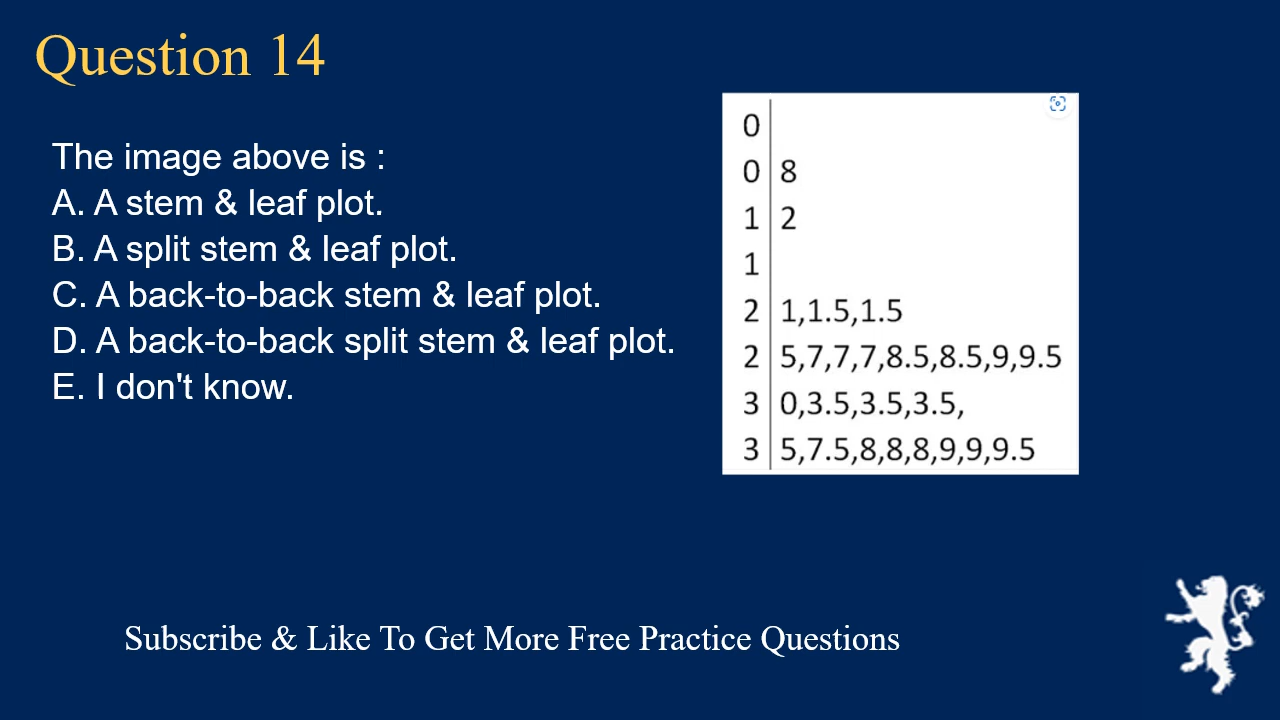 Question 14
The image above is :
A. A stem & leaf plot.
B. A split stem & leaf plot.
C. A back-to-back stem & leaf plot.
D. A back-to-back split stem & leaf plot.
E. I don't know.
0
0 8
1 2
1
2 1,1.5,1.5
2 5,7,7,7,8.5,8.5,9,9.5
3 0,3.5,3.5,3.5,
3 5,7.5,8,8,8,9,9,9.5
Subscribe & Like To Get More Free Practice Questions